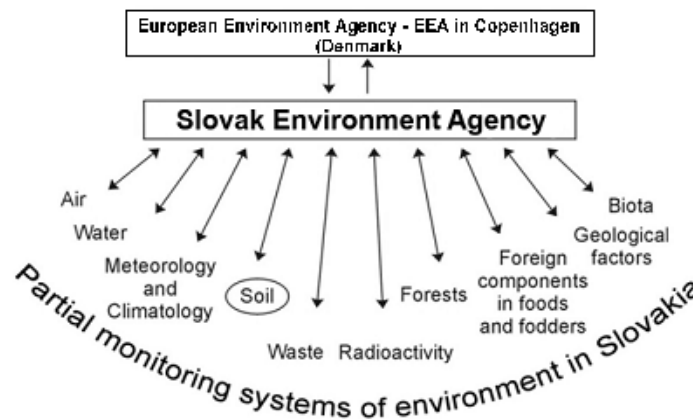 European Environment Agency - EEA in Copenhagen
(Denmark)
Slovak Environment Agency
Air
Water
Meteorology
and
Climatology
Soil
Waste
Radioactivity
Forests
Foreign
components
in foods
and fodders
Geological
factors
Biota
Partial monitoring systems of environment in Slovakia